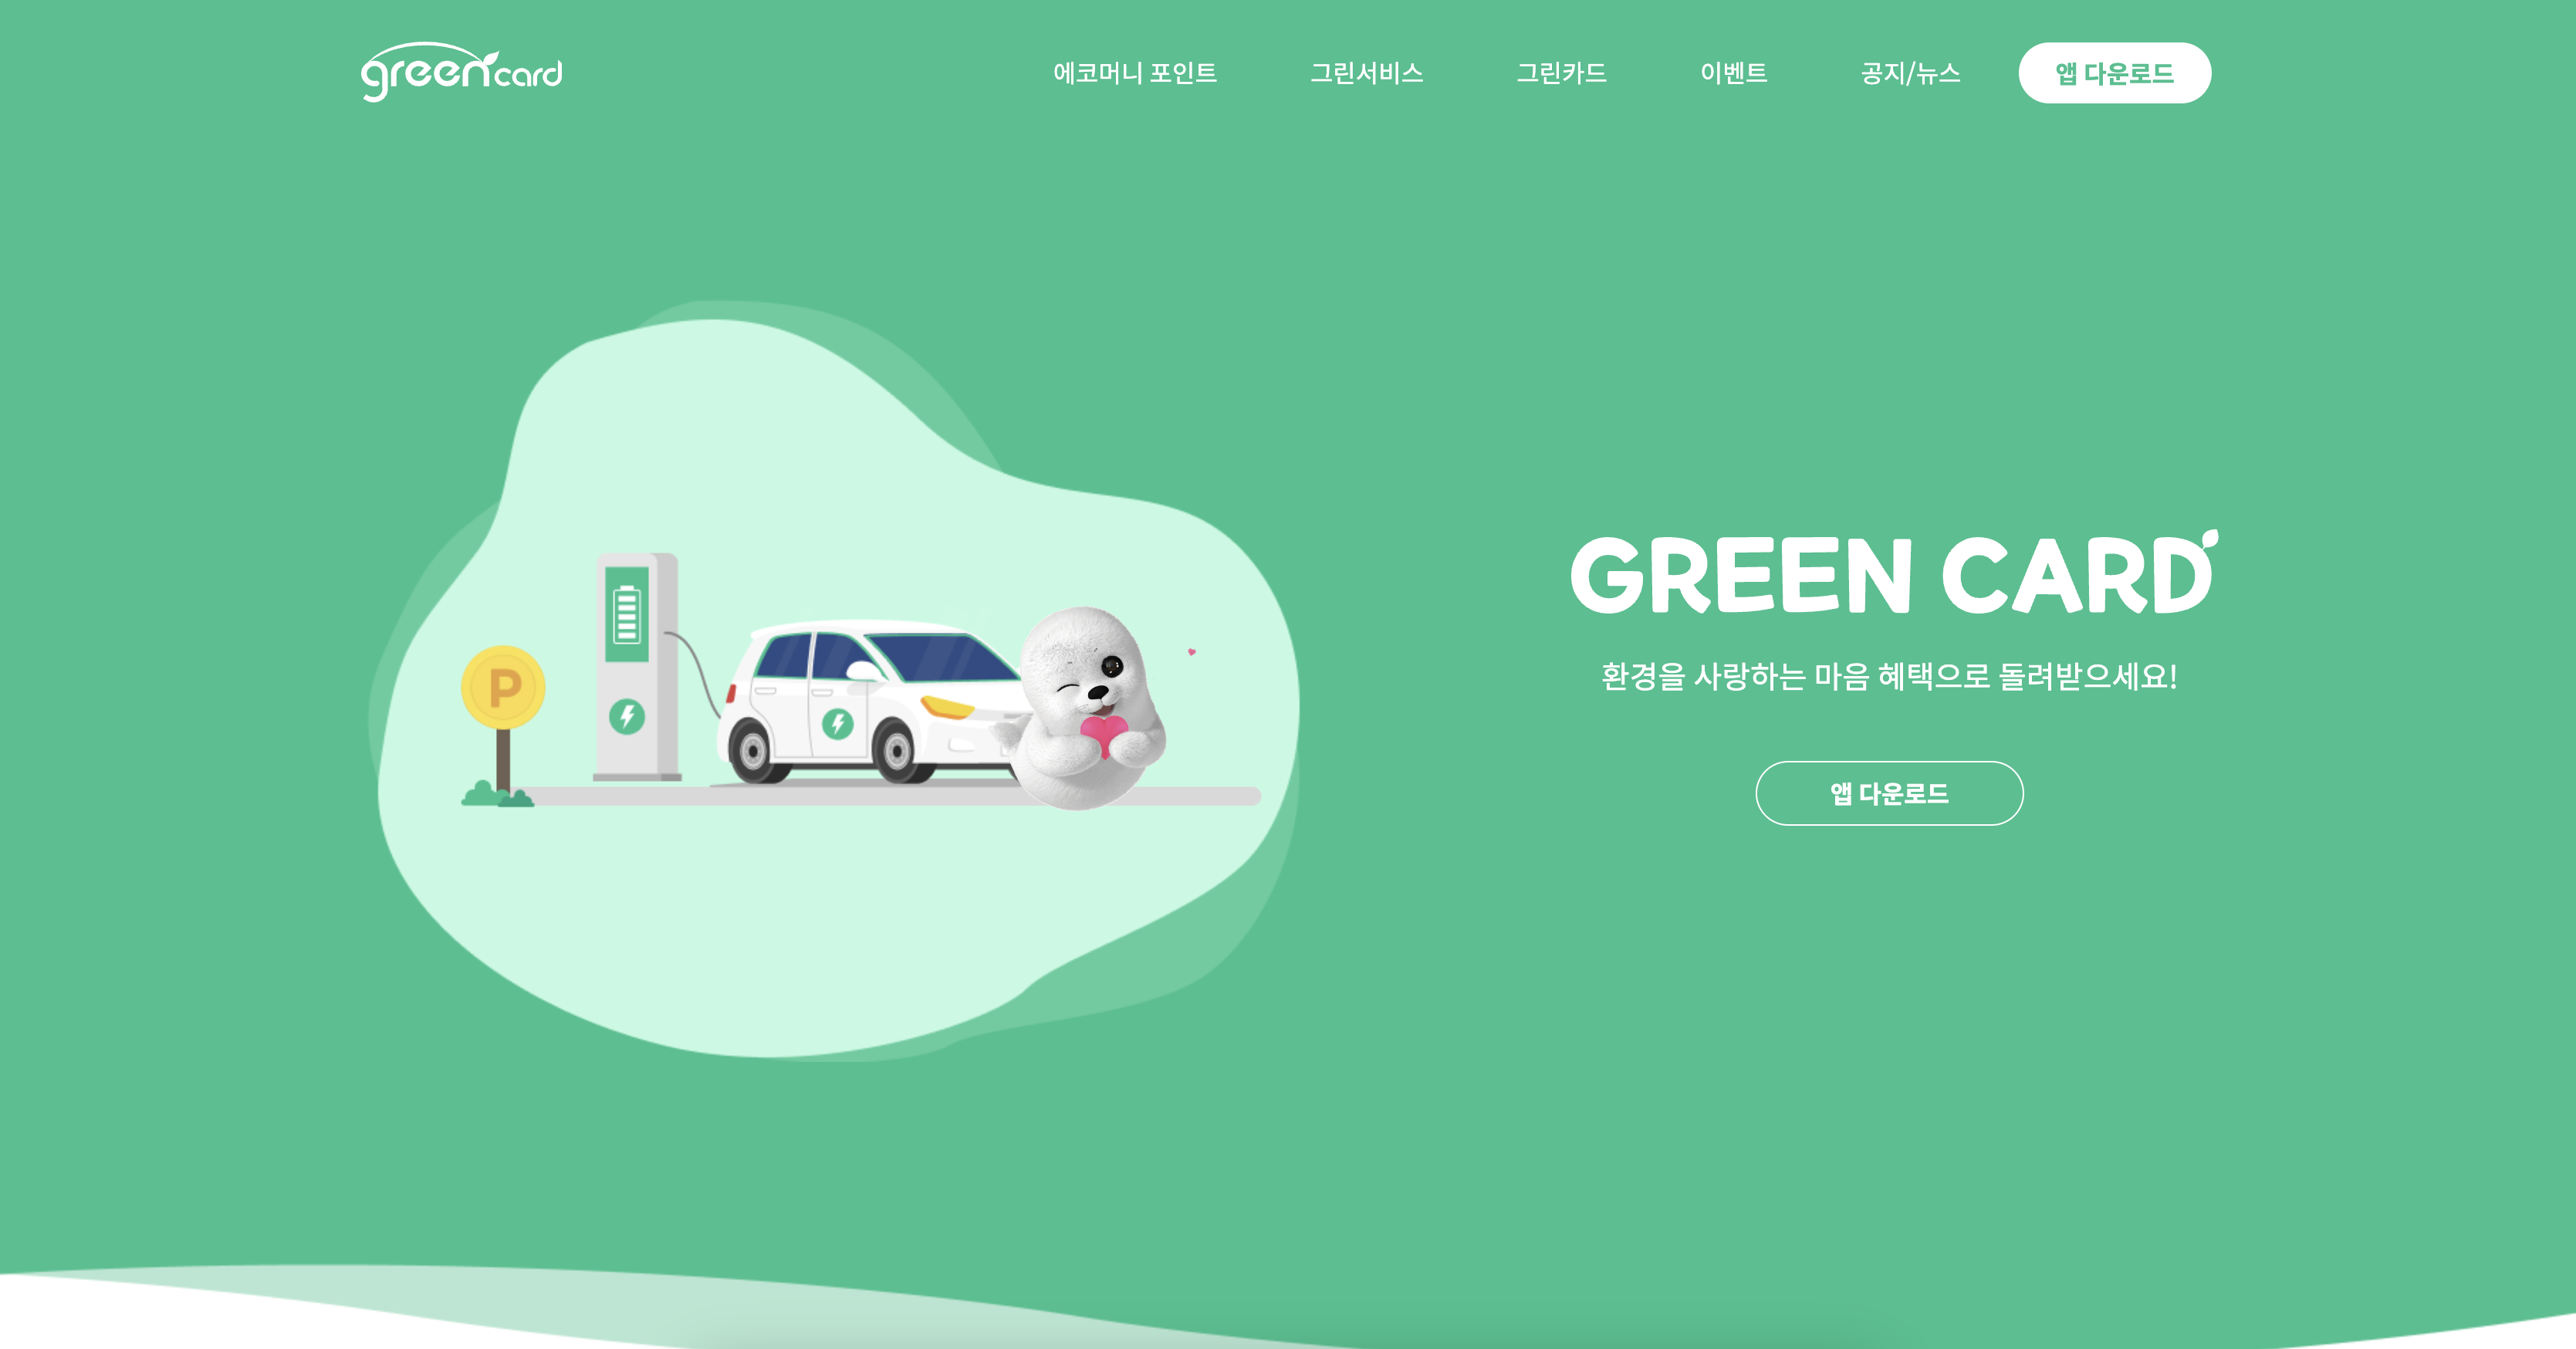 green card
에코머니 포인트
그린서비스
그린카드
이벤트
공지/뉴스
앱 다운로드
P
GREEN CARD
환경을 사랑하는 마음 혜택으로 돌려받으세요!
앱 다운로드